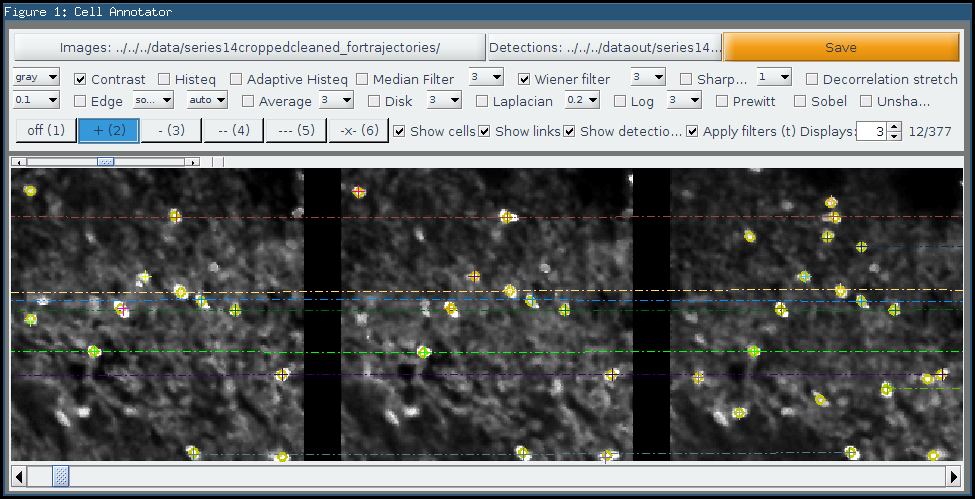 Figure 1: Cell Annotator
Images: ../../../data/series14croppedcleaned_fortrajectories/ Detections: ../../../dataout/series14... Save
gray Contrast Histeq Adaptive Histeq Median Filter 3 Wiener filter 3 Sharp... 1 Decorrelation stretch
0.1 Edge so... auto Average 3 Disk 3 Laplacian 0.2 Log 3 Prewitt Sobel Unsha...
off (1) + (2) - (3) -- (4) --- (5) -x- (6) Show cells Show links Show detectio... Apply filters (t) Displays: 3 12/377